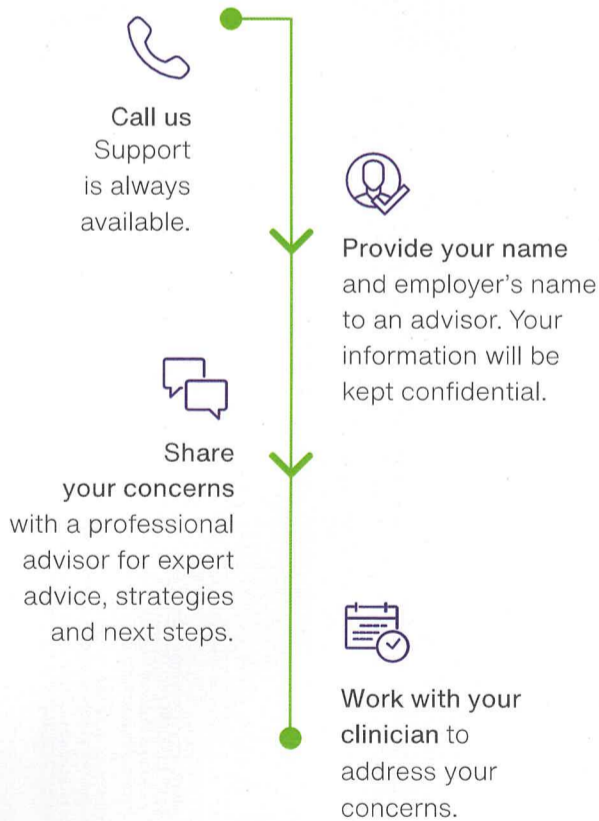 Call us
Support
is always
available.
Provide your name
and employer's name
to an advisor. Your
information will be
kept confidential.
Share
your concerns
with a professional
advisor for expert
advice, strategies
and next steps.
Work with your
clinician to
address your
concerns.